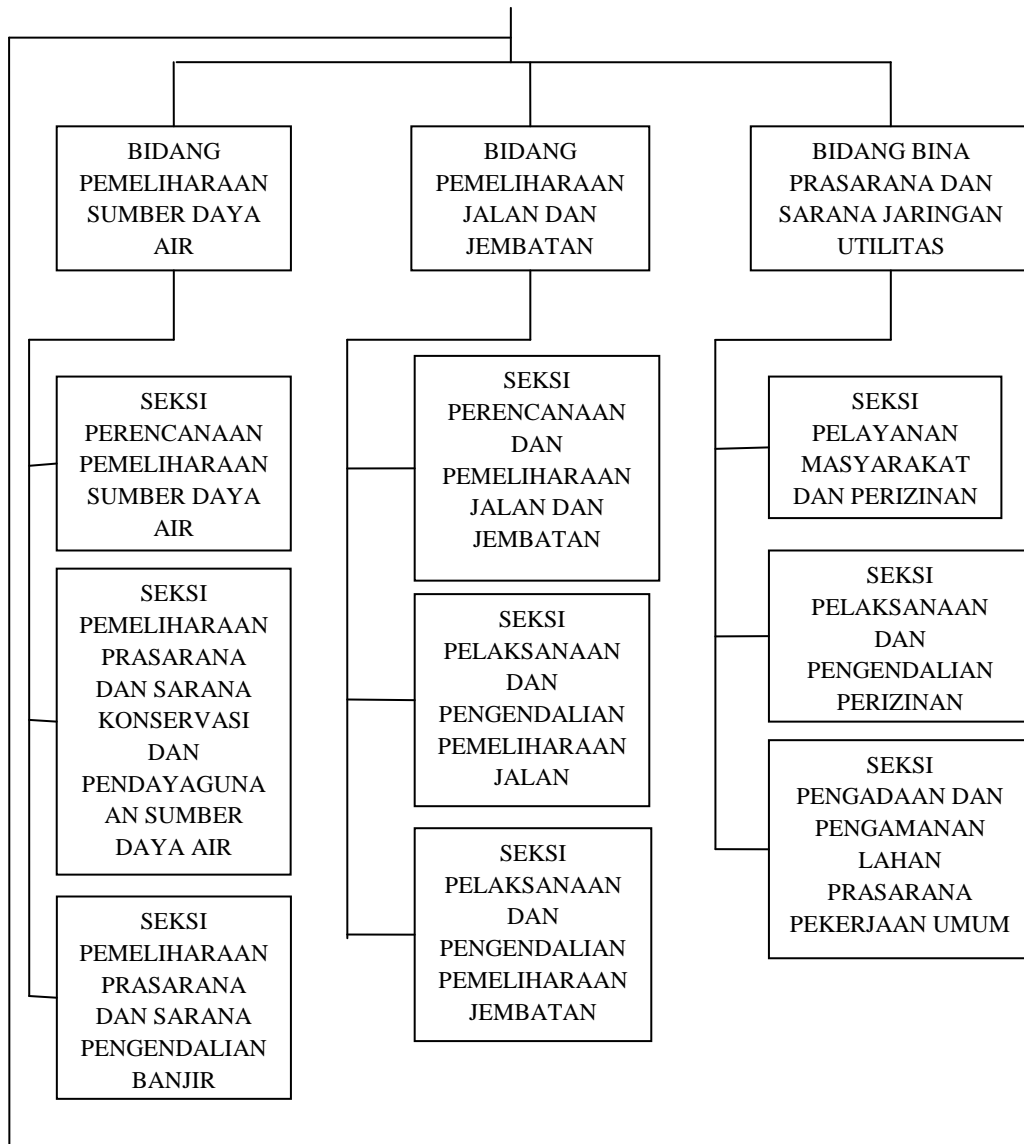 BIDANG
PEMELIHARAAN
SUMBER DAYA
AIR
BIDANG
PEMELIHARAAN
JALAN DAN
JEMBATAN
BIDANG BINA
PRASARANA DAN
SARANA JARINGAN
UTILITAS
SEKSI
PERENCANAAN
PEMELIHARAAN
SUMBER DAYA
AIR
SEKSI
PEMELIHARAAN
PRASARANA
DAN SARANA
KONSERVASI
DAN
PENDAYAGUNA
AN SUMBER
DAYA AIR
SEKSI
PEMELIHARAAN
PRASARANA
DAN SARANA
PENGENDALIAN
BANJIR
SEKSI
PERENCANAAN
DAN
PEMELIHARAAN
JALAN DAN
JEMBATAN
SEKSI
PELAKSANAAN
DAN
PENGENDALIAN
PEMELIHARAAN
JALAN
SEKSI
PELAKSANAAN
DAN
PENGENDALIAN
PEMELIHARAAN
JEMBATAN
SEKSI
PELAYANAN
MASYARAKAT
DAN PERIZINAN
SEKSI
PELAKSANAAN
DAN
PENGENDALIAN
PERIZINAN
SEKSI
PENGADAAN DAN
PENGAMANAN
LAHAN
PRASARANA
PEKERJAAN UMUM